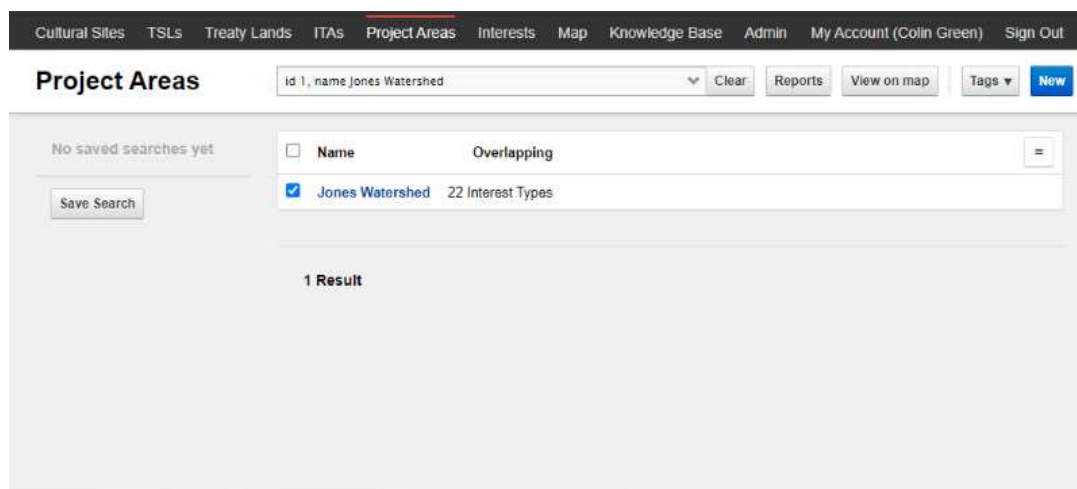 Cultural Sites TSLs Treaty Lands ITAs Project Areas Interests Map Knowledge Base Admin My Account (Colin Green) Sign Out
Project Areas id 1, name Jones Watershed Clear Reports View on map Tags ▾ New
No saved searches yet
Name Overlapping =
Jones Watershed 22 Interest Types
Save Search
1 Result